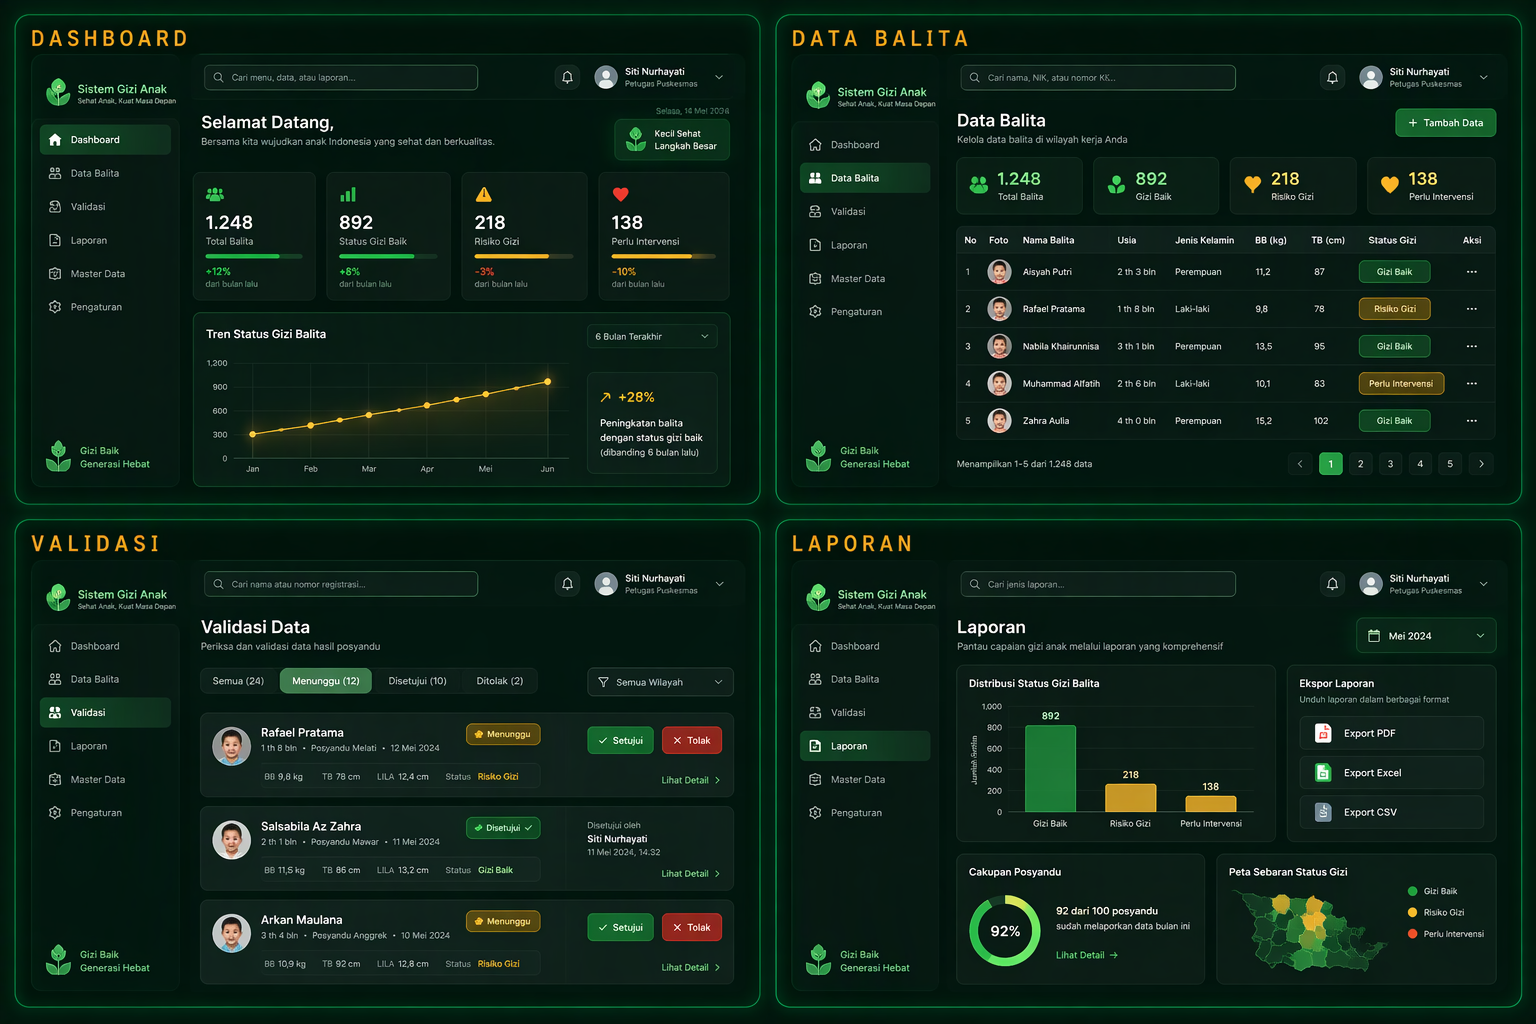 DASHBOARD
Sistem Gizi Anak
Sehat Anak, Kuat Masa Depan
Cari menu, data, atau laporan...
Siti Nurhayati
Petugas Puskesmas
Dashboard
Data Balita
Validasi
Laporan
Master Data
Pengaturan
Gizi Baik
Generasi Hebat
Selasa, 14 Mei 2024
Selamat Datang,
Bersama kita wujudkan anak Indonesia yang sehat dan berkualitas.
Kecil Sehat
Langkah Besar
1.248
Total Balita
+12%
dari bulan lalu
892
Status Gizi Baik
+8%
dari bulan lalu
218
Risiko Gizi
-3%
dari bulan lalu
138
Perlu Intervensi
-10%
dari bulan lalu
Tren Status Gizi Balita
6 Bulan Terakhir
1,200
900
600
300
0
Jan Feb Mar Apr Mei Jun
+28%
Peningkatan balita
dengan status gizi baik
(dibanding 6 bulan lalu)
DATA BALITA
Sistem Gizi Anak
Sehat Anak, Kuat Masa Depan
Cari nama, NIK, atau nomor KK...
Siti Nurhayati
Petugas Puskesmas
Dashboard
Data Balita
Validasi
Laporan
Master Data
Pengaturan
Gizi Baik
Generasi Hebat
Data Balita
Kelola data balita di wilayah kerja Anda
+ Tambah Data
1.248
Total Balita
892
Gizi Baik
218
Risiko Gizi
138
Perlu Intervensi
No Foto Nama Balita Usia Jenis Kelamin BB (kg) TB (cm) Status Gizi Aksi
1 Aisyah Putri 2 th 3 bln Perempuan 11,2 87 Gizi Baik ...
2 Rafael Pratama 1 th 8 bln Laki-laki 9,8 78 Risiko Gizi ...
3 Nabila Khairunnisa 3 th 1 bln Perempuan 13,5 95 Gizi Baik ...
4 Muhammad Alfatih 2 th 6 bln Laki-laki 10,1 83 Perlu Intervensi ...
5 Zahra Aulia 4 th 0 bln Perempuan 15,2 102 Gizi Baik ...
Menampilkan 1-5 dari 1.248 data
< 1 2 3 4 5 >
VALIDASI
Sistem Gizi Anak
Sehat Anak, Kuat Masa Depan
Cari nama atau nomor registrasi...
Siti Nurhayati
Petugas Puskesmas
Dashboard
Data Balita
Validasi
Laporan
Master Data
Pengaturan
Gizi Baik
Generasi Hebat
Validasi Data
Periksa dan validasi data hasil posyandu
Semua (24) Menunggu (12) Disetujui (10) Ditolak (2)
Semua Wilayah
Rafael Pratama
1 th 8 bln • Posyandu Melati • 12 Mei 2024
Menunggu
BB 9,8 kg TB 78 cm LILA 12,4 cm Status Risiko Gizi
Setujui
Tolak
Lihat Detail >
Salsabila Az Zahra
2 th 1 bln • Posyandu Mawar • 11 Mei 2024
Disetujui
BB 11,5 kg TB 86 cm LILA 13,2 cm Status Gizi Baik
Disetujui oleh
Siti Nurhayati
11 Mei 2024, 14.32
Lihat Detail >
Arkan Maulana
3 th 4 bln • Posyandu Anggrek • 10 Mei 2024
Menunggu
BB 10,9 kg TB 92 cm LILA 12,8 cm Status Risiko Gizi
Setujui
Tolak
Lihat Detail >
LAPORAN
Sistem Gizi Anak
Sehat Anak, Kuat Masa Depan
Cari jenis laporan...
Siti Nurhayati
Petugas Puskesmas
Dashboard
Data Balita
Validasi
Laporan
Master Data
Pengaturan
Gizi Baik
Generasi Hebat
Laporan
Pantau capaian gizi anak melalui laporan yang komprehensif
Mei 2024
Distribusi Status Gizi Balita
1,000
800
600
400
200
0
892
218
138
Gizi Baik Risiko Gizi Perlu Intervensi
Ekspor Laporan
Unduh laporan dalam berbagai format
Export PDF
Export Excel
Export CSV
Cakupan Posyandu
92%
92 dari 100 posyandu
sudah melaporkan data bulan ini
Lihat Detail →
Peta Sebaran Status Gizi
Gizi Baik
Risiko Gizi
Perlu Intervensi